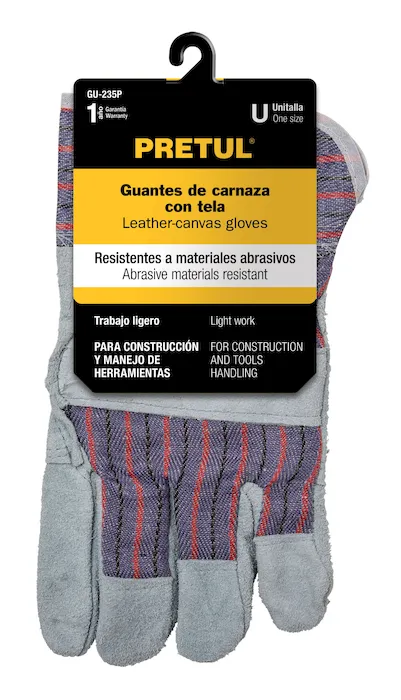 GU-235P
1 año Garantía
Warranty
U Unitalla
One size
PRETUL®
Guantes de carnaza
con tela
Leather-canvas gloves
Resistentes a materiales abrasivos
Abrasive materials resistant
Trabajo ligero
Light work
PARA CONSTRUCCIÓN
Y MANEJO DE
HERRAMIENTAS
FOR CONSTRUCTION
AND TOOLS
HANDLING